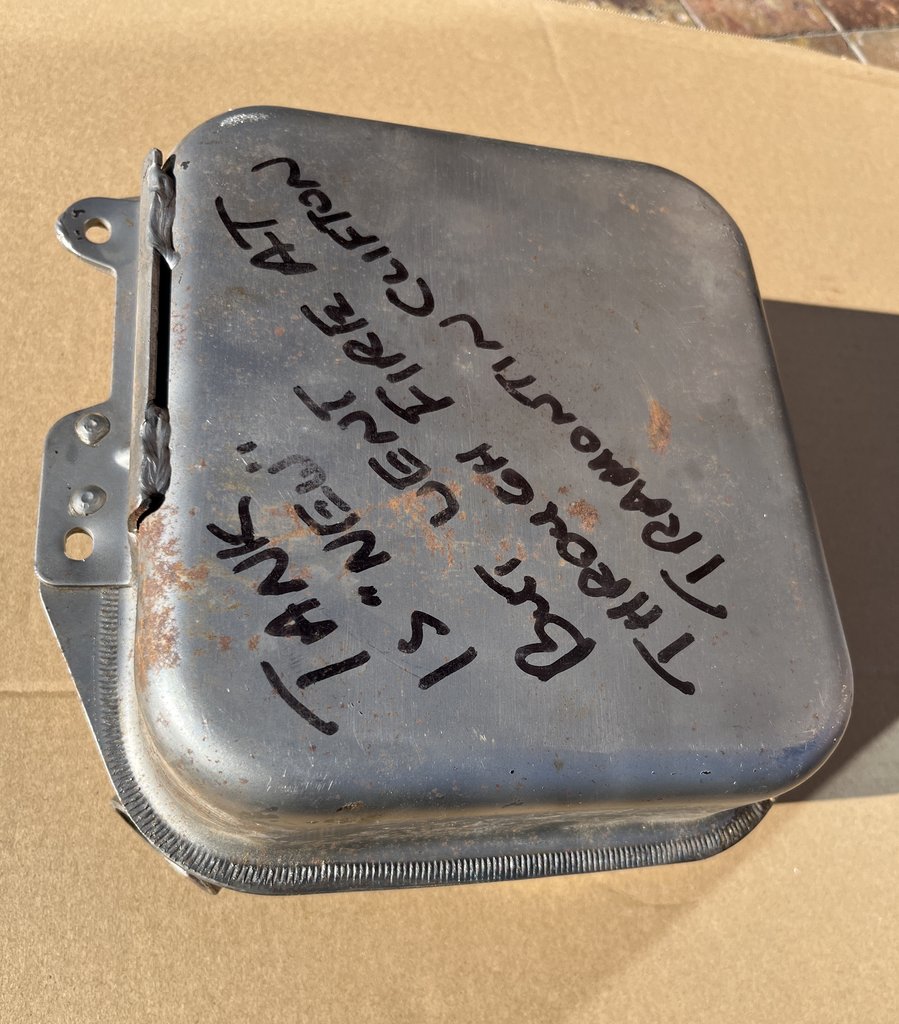 TANK
IS "NEW".
BUT, WENT
THROUGH FIRE AT
TRAMONTIN CLIFTON